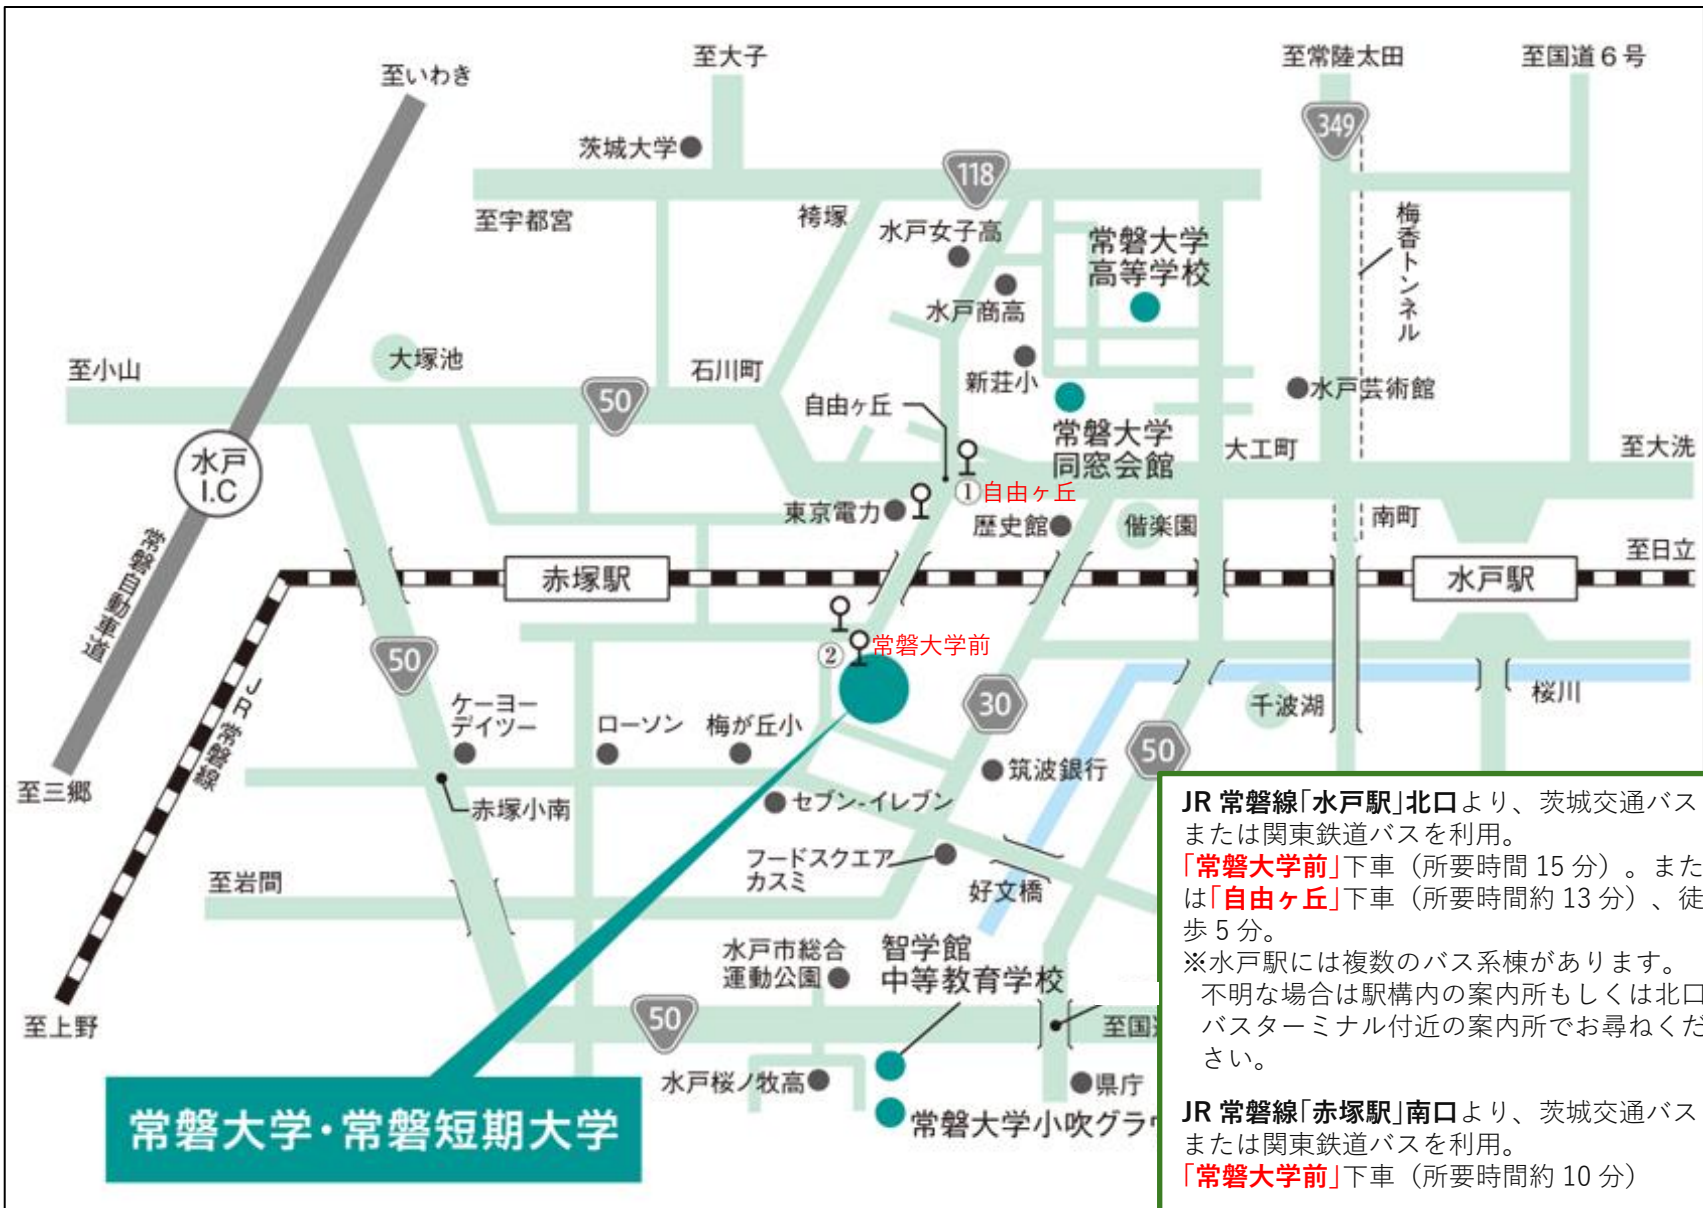 至いわき
至大子
至常陸太田
至国道6号
茨城大学
118
349
至宇都宮
袴塚
水戸女子高
常磐大学
高等学校
梅香トンネル
水戸商高
大塚池
至小山
石川町
50
新荘小
水戸芸術館
自由ヶ丘
常磐大学
同窓会館
大工町
至大洗
水戸
I.C
① 自由ヶ丘
東京電力
歴史館
偕楽園
南町
至日立
常磐自動車道
赤塚駅
水戸駅
50
② 常磐大学前
JR常磐線
ケーヨー
デイツー
ローソン
梅が丘小
30
千波湖
桜川
50
筑波銀行
至三郷
赤塚小南
セブン-イレブン
フードスクエア
カスミ
至岩間
好文橋
水戸市総合
運動公園
智学館
中等教育学校
至上野
50
至国
水戸桜ノ牧高
県庁
常磐大学小吹グラウ
常磐大学・常磐短期大学
JR 常磐線「水戸駅」北口より、茨城交通バス
または関東鉄道バスを利用。
「常磐大学前」下車（所要時間 15 分）。また
は「自由ヶ丘」下車（所要時間約 13 分）、徒
歩 5 分。
※水戸駅には複数のバス系棟があります。
不明な場合は駅構内の案内所もしくは北口
バスターミナル付近の案内所でお尋ねくだ
さい。
JR 常磐線「赤塚駅」南口より、茨城交通バス
または関東鉄道バスを利用。
「常磐大学前」下車（所要時間約 10 分）